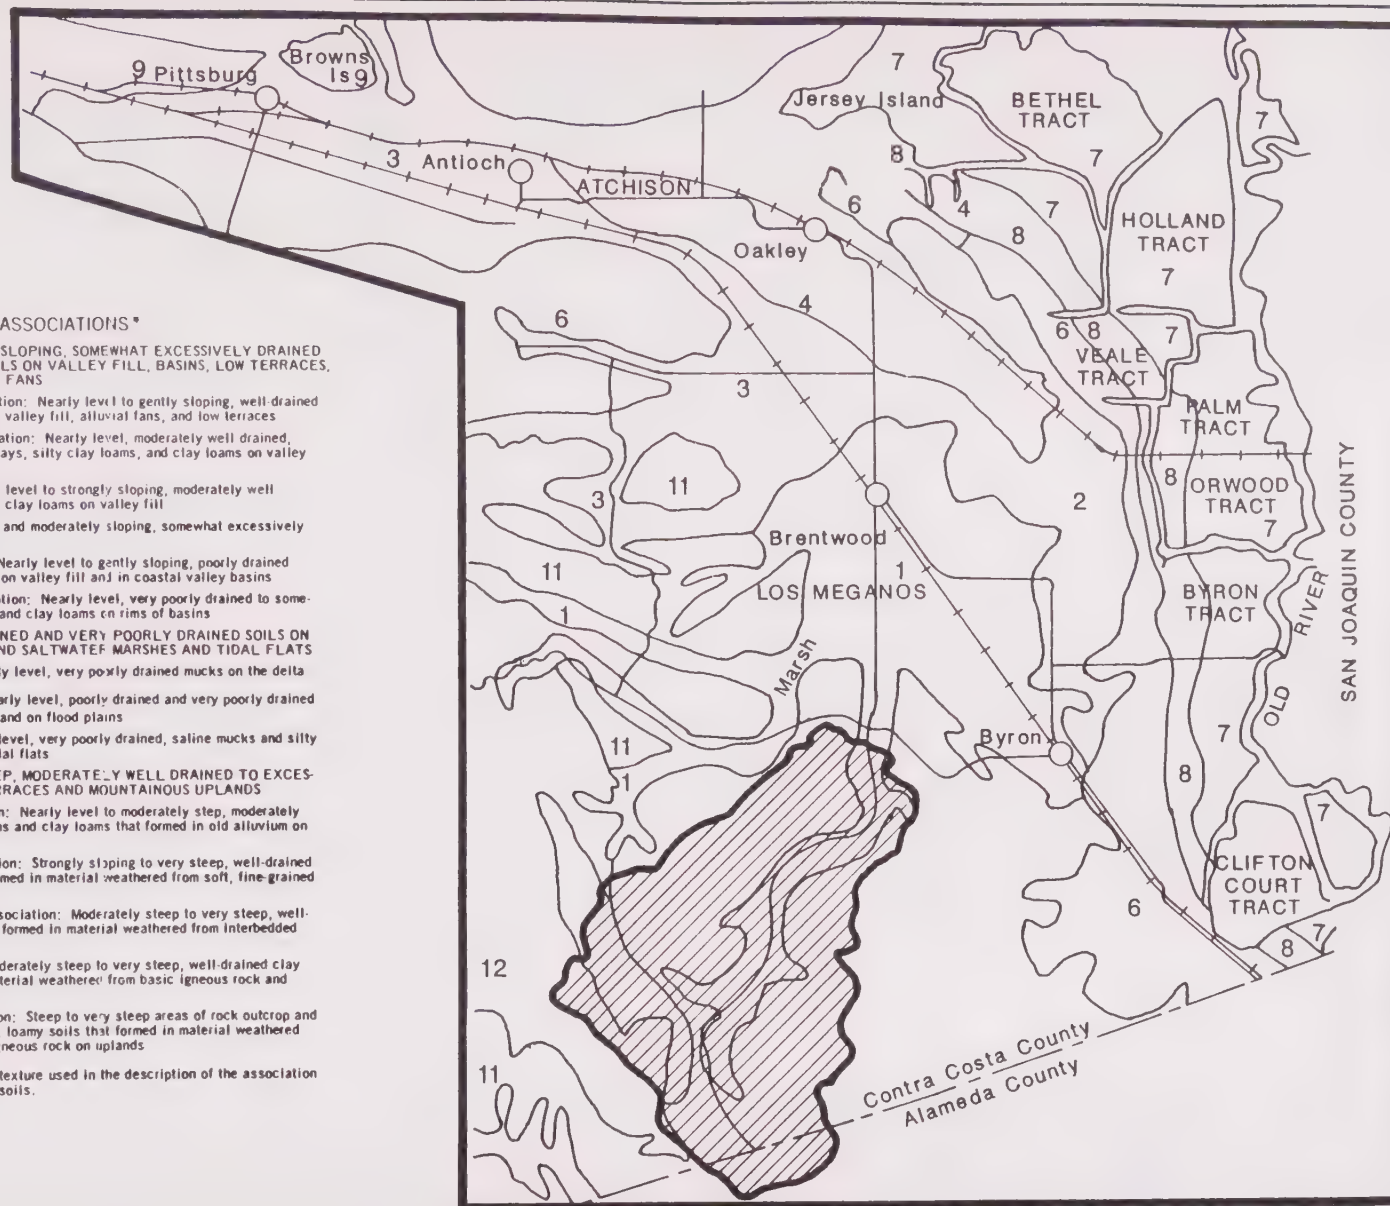 ASSOCIATIONS*
SLOPING, SOMEWHAT EXCESSIVELY DRAINED
LS ON VALLEY FILL, BASINS, LOW TERRACES,
FANS
tion: Nearly level to gently sloping, well-drained
valley fill, alluvial fans, and low terraces
ation: Nearly level, moderately well drained,
ays, silty clay loams, and clay loams on valley
level to strongly sloping, moderately well
clay loams on valley fill
and moderately sloping, somewhat excessively
Nearly level to gently sloping, poorly drained
on valley fill and in coastal valley basins
tion: Nearly level, very poorly drained to some-
and clay loams on rims of basins
NED AND VERY POORLY DRAINED SOILS ON
ND SALTWATER MARSHES AND TIDAL FLATS
ly level, very poorly drained mucks on the delta
arly level, poorly drained and very poorly drained
and on flood plains
level, very poorly drained, saline mucks and silty
dal flats
EP, MODERATELY WELL DRAINED TO EXCES-
RRACES AND MOUNTAINOUS UPLANDS
n: Nearly level to moderately step, moderately
ns and clay loams that formed in old alluvium on
ion: Strongly sloping to very steep, well-drained
med in material weathered from soft, fine-grained
sociation: Moderately steep to very steep, well-
formed in material weathered from interbedded
derately steep to very steep, well-drained clay
terial weathered from basic igneous rock and
on: Steep to very steep areas of rock outcrop and
loamy soils that formed in material weathered
neous rock on uplands
texture used in the description of the association
soils.
9 Pittsburg
Browns
Is 9
3 Antioch
ATCHISON
Oakley
7
Jersey Island
BETHEL
TRACT
7
7
8
6
4
8
7
HOLLAND
TRACT
7
6
4
3
6 8
7
VEALE
TRACT
PALM
TRACT
3
11
2
8
ORWOOD
TRACT
7
SAN JOAQUIN COUNTY
Brentwood
11
1
LOS MEGANOS
1
BYRON
TRACT
OLD RIVER
Marsh
11
1
Byron
7
8
7
CLIFTON
COURT
TRACT
6
7
8
12
11
Contra Costa County
Alameda County